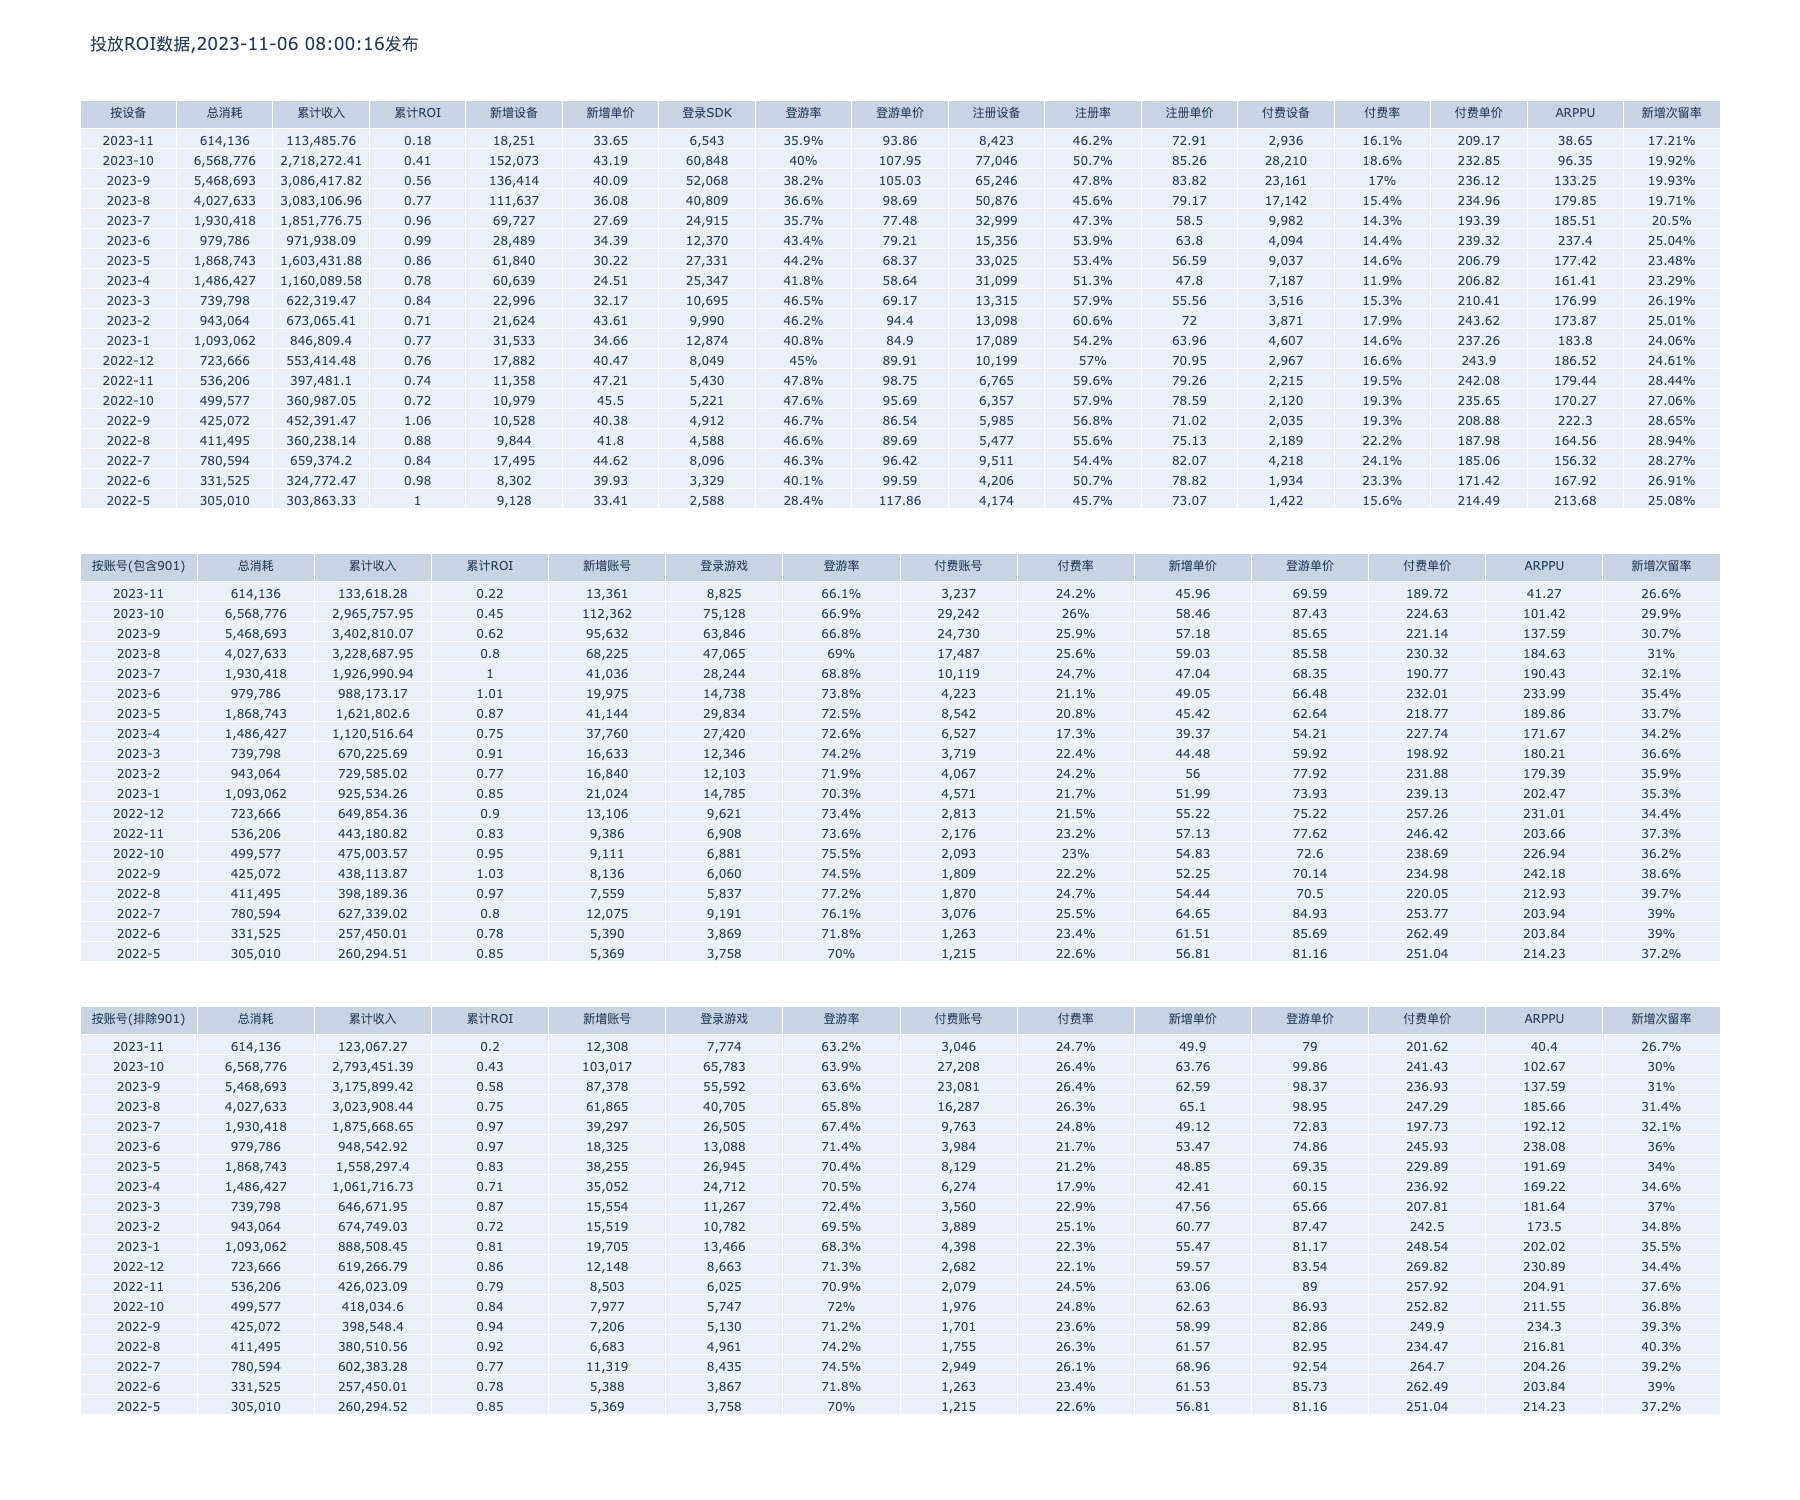 投放ROI数据,2023-11-06 08:00:16发布
按设备 总消耗 累计收入 累计ROI 新增设备 新增单价 登录SDK 登游率 登游单价 注册设备 注册率 注册单价 付费设备 付费率 付费单价 ARPPU 新增次留率
2023-11 614,136 113,485.76 0.18 18,251 33.65 6,543 35.9% 93.86 8,423 46.2% 72.91 2,936 16.1% 209.17 38.65 17.21%
2023-10 6,568,776 2,718,272.41 0.41 152,073 43.19 60,848 40% 107.95 77,046 50.7% 85.26 28,210 18.6% 232.85 96.35 19.92%
2023-9 5,468,693 3,086,417.82 0.56 136,414 40.09 52,068 38.2% 105.03 65,246 47.8% 83.82 23,161 17% 236.12 133.25 19.93%
2023-8 4,027,633 3,083,106.96 0.77 111,637 36.08 40,809 36.6% 98.69 50,876 45.6% 79.17 17,142 15.4% 234.96 179.85 19.71%
2023-7 1,930,418 1,851,776.75 0.96 69,727 27.69 24,915 35.7% 77.48 32,999 47.3% 58.5 9,982 14.3% 193.39 185.51 20.5%
2023-6 979,786 971,938.09 0.99 28,489 34.39 12,370 43.4% 79.21 15,356 53.9% 63.8 4,094 14.4% 239.32 237.4 25.04%
2023-5 1,868,743 1,603,431.88 0.86 61,840 30.22 27,331 44.2% 68.37 33,025 53.4% 56.59 9,037 14.6% 206.79 177.42 23.48%
2023-4 1,486,427 1,160,089.58 0.78 60,639 24.51 25,347 41.8% 58.64 31,099 51.3% 47.8 7,187 11.9% 206.82 161.41 23.29%
2023-3 739,798 622,319.47 0.84 22,996 32.17 10,695 46.5% 69.17 13,315 57.9% 55.56 3,516 15.3% 210.41 176.99 26.19%
2023-2 943,064 673,065.41 0.71 21,624 43.61 9,990 46.2% 94.4 13,098 60.6% 72 3,871 17.9% 243.62 173.87 25.01%
2023-1 1,093,062 846,809.4 0.77 31,533 34.66 12,874 40.8% 84.9 17,089 54.2% 63.96 4,607 14.6% 237.26 183.8 24.06%
2022-12 723,666 553,414.48 0.76 17,882 40.47 8,049 45% 89.91 10,199 57% 70.95 2,967 16.6% 243.9 186.52 24.61%
2022-11 536,206 397,481.1 0.74 11,358 47.21 5,430 47.8% 98.75 6,765 59.6% 79.26 2,215 19.5% 242.08 179.44 28.44%
2022-10 499,577 360,987.05 0.72 10,979 45.5 5,221 47.6% 95.69 6,357 57.9% 78.59 2,120 19.3% 235.65 170.27 27.06%
2022-9 425,072 452,391.47 1.06 10,528 40.38 4,912 46.7% 86.54 5,985 56.8% 71.02 2,035 19.3% 208.88 222.3 28.65%
2022-8 411,495 360,238.14 0.88 9,844 41.8 4,588 46.6% 89.69 5,477 55.6% 75.13 2,189 22.2% 187.98 164.56 28.94%
2022-7 780,594 659,374.2 0.84 17,495 44.62 8,096 46.3% 96.42 9,511 54.4% 82.07 4,218 24.1% 185.06 156.32 28.27%
2022-6 331,525 324,772.47 0.98 8,302 39.93 3,329 40.1% 99.59 4,206 50.7% 78.82 1,934 23.3% 171.42 167.92 26.91%
2022-5 305,010 303,863.33 1 9,128 33.41 2,588 28.4% 117.86 4,174 45.7% 73.07 1,422 15.6% 214.49 213.68 25.08%
按账号(包含901) 总消耗 累计收入 累计ROI 新增账号 登录游戏 登游率 付费账号 付费率 新增单价 登游单价 付费单价 ARPPU 新增次留率
2023-11 614,136 133,618.28 0.22 13,361 8,825 66.1% 3,237 24.2% 45.96 69.59 189.72 41.27 26.6%
2023-10 6,568,776 2,965,757.95 0.45 112,362 75,128 66.9% 29,242 26% 58.46 87.43 224.63 101.42 29.9%
2023-9 5,468,693 3,402,810.07 0.62 95,632 63,846 66.8% 24,730 25.9% 57.18 85.65 221.14 137.59 30.7%
2023-8 4,027,633 3,228,687.95 0.8 68,225 47,065 69% 17,487 25.6% 59.03 85.58 230.32 184.63 31%
2023-7 1,930,418 1,926,990.94 1 41,036 28,244 68.8% 10,119 24.7% 47.04 68.35 190.77 190.43 32.1%
2023-6 979,786 988,173.17 1.01 19,975 14,738 73.8% 4,223 21.1% 49.05 66.48 232.01 233.99 35.4%
2023-5 1,868,743 1,621,802.6 0.87 41,144 29,834 72.5% 8,542 20.8% 45.42 62.64 218.77 189.86 33.7%
2023-4 1,486,427 1,120,516.64 0.75 37,760 27,420 72.6% 6,527 17.3% 39.37 54.21 227.74 171.67 34.2%
2023-3 739,798 670,225.69 0.91 16,633 12,346 74.2% 3,719 22.4% 44.48 59.92 198.92 180.21 36.6%
2023-2 943,064 729,585.02 0.77 16,840 12,103 71.9% 4,067 24.2% 56 77.92 231.88 179.39 35.9%
2023-1 1,093,062 925,534.26 0.85 21,024 14,785 70.3% 4,571 21.7% 51.99 73.93 239.13 202.47 35.3%
2022-12 723,666 649,854.36 0.9 13,106 9,621 73.4% 2,813 21.5% 55.22 75.22 257.26 231.01 34.4%
2022-11 536,206 443,180.82 0.83 9,386 6,908 73.6% 2,176 23.2% 57.13 77.62 246.42 203.66 37.3%
2022-10 499,577 475,003.57 0.95 9,111 6,881 75.5% 2,093 23% 54.83 72.6 238.69 226.94 36.2%
2022-9 425,072 438,113.87 1.03 8,136 6,060 74.5% 1,809 22.2% 52.25 70.14 234.98 242.18 38.6%
2022-8 411,495 398,189.36 0.97 7,559 5,837 77.2% 1,870 24.7% 54.44 70.5 220.05 212.93 39.7%
2022-7 780,594 627,339.02 0.8 12,075 9,191 76.1% 3,076 25.5% 64.65 84.93 253.77 203.94 39%
2022-6 331,525 257,450.01 0.78 5,390 3,869 71.8% 1,263 23.4% 61.51 85.69 262.49 203.84 39%
2022-5 305,010 260,294.51 0.85 5,369 3,758 70% 1,215 22.6% 56.81 81.16 251.04 214.23 37.2%
按账号(排除901) 总消耗 累计收入 累计ROI 新增账号 登录游戏 登游率 付费账号 付费率 新增单价 登游单价 付费单价 ARPPU 新增次留率
2023-11 614,136 123,067.27 0.2 12,308 7,774 63.2% 3,046 24.7% 49.9 79 201.62 40.4 26.7%
2023-10 6,568,776 2,793,451.39 0.43 103,017 65,783 63.9% 27,208 26.4% 63.76 99.86 241.43 102.67 30%
2023-9 5,468,693 3,175,899.42 0.58 87,378 55,592 63.6% 23,081 26.4% 62.59 98.37 236.93 137.59 31%
2023-8 4,027,633 3,023,908.44 0.75 61,865 40,705 65.8% 16,287 26.3% 65.1 98.95 247.29 185.66 31.4%
2023-7 1,930,418 1,875,668.65 0.97 39,297 26,505 67.4% 9,763 24.8% 49.12 72.83 197.73 192.12 32.1%
2023-6 979,786 948,542.92 0.97 18,325 13,088 71.4% 3,984 21.7% 53.47 74.86 245.93 238.08 36%
2023-5 1,868,743 1,558,297.4 0.83 38,255 26,945 70.4% 8,129 21.2% 48.85 69.35 229.89 191.69 34%
2023-4 1,486,427 1,061,716.73 0.71 35,052 24,712 70.5% 6,274 17.9% 42.41 60.15 236.92 169.22 34.6%
2023-3 739,798 646,671.95 0.87 15,554 11,267 72.4% 3,560 22.9% 47.56 65.66 207.81 181.64 37%
2023-2 943,064 674,749.03 0.72 15,519 10,782 69.5% 3,889 25.1% 60.77 87.47 242.5 173.5 34.8%
2023-1 1,093,062 888,508.45 0.81 19,705 13,466 68.3% 4,398 22.3% 55.47 81.17 248.54 202.02 35.5%
2022-12 723,666 619,266.79 0.86 12,148 8,663 71.3% 2,682 22.1% 59.57 83.54 269.82 230.89 34.4%
2022-11 536,206 426,023.09 0.79 8,503 6,025 70.9% 2,079 24.5% 63.06 89 257.92 204.91 37.6%
2022-10 499,577 418,034.6 0.84 7,977 5,747 72% 1,976 24.8% 62.63 86.93 252.82 211.55 36.8%
2022-9 425,072 398,548.4 0.94 7,206 5,130 71.2% 1,701 23.6% 58.99 82.86 249.9 234.3 39.3%
2022-8 411,495 380,510.56 0.92 6,683 4,961 74.2% 1,755 26.3% 61.57 82.95 234.47 216.81 40.3%
2022-7 780,594 602,383.28 0.77 11,319 8,435 74.5% 2,949 26.1% 68.96 92.54 264.7 204.26 39.2%
2022-6 331,525 257,450.01 0.78 5,388 3,867 71.8% 1,263 23.4% 61.53 85.73 262.49 203.84 39%
2022-5 305,010 260,294.52 0.85 5,369 3,758 70% 1,215 22.6% 56.81 81.16 251.04 214.23 37.2%